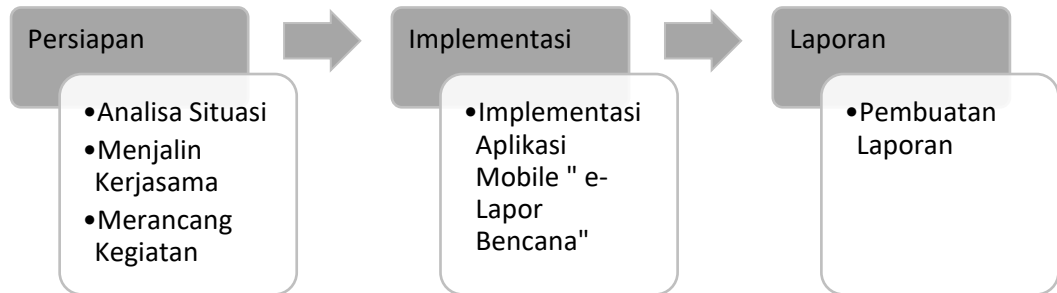 Persiapan
•Analisa Situasi
•Menjalin
Kerjasama
•Merancang
Kegiatan
Implementasi
•Implementasi
Aplikasi
Mobile " e-
Lapor
Bencana"
Laporan
•Pembuatan
Laporan